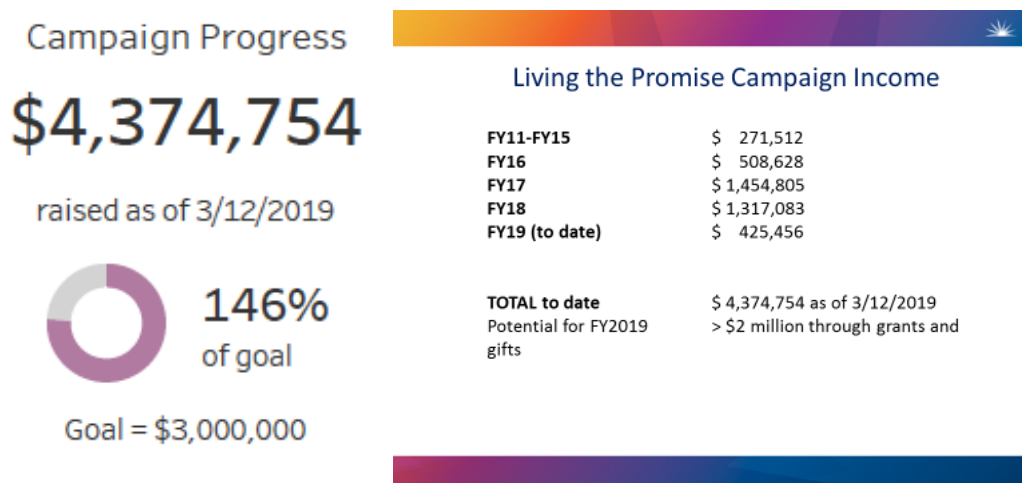 Campaign Progress
$4,374,754
raised as of 3/12/2019
146%
of goal
Goal = $3,000,000
Living the Promise Campaign Income
FY11-FY15 $ 271,512
FY16 $ 508,628
FY17 $ 1,454,805
FY18 $ 1,317,083
FY19 (to date) $ 425,456
TOTAL to date $ 4,374,754 as of 3/12/2019
Potential for FY2019 > $2 million through grants and
gifts